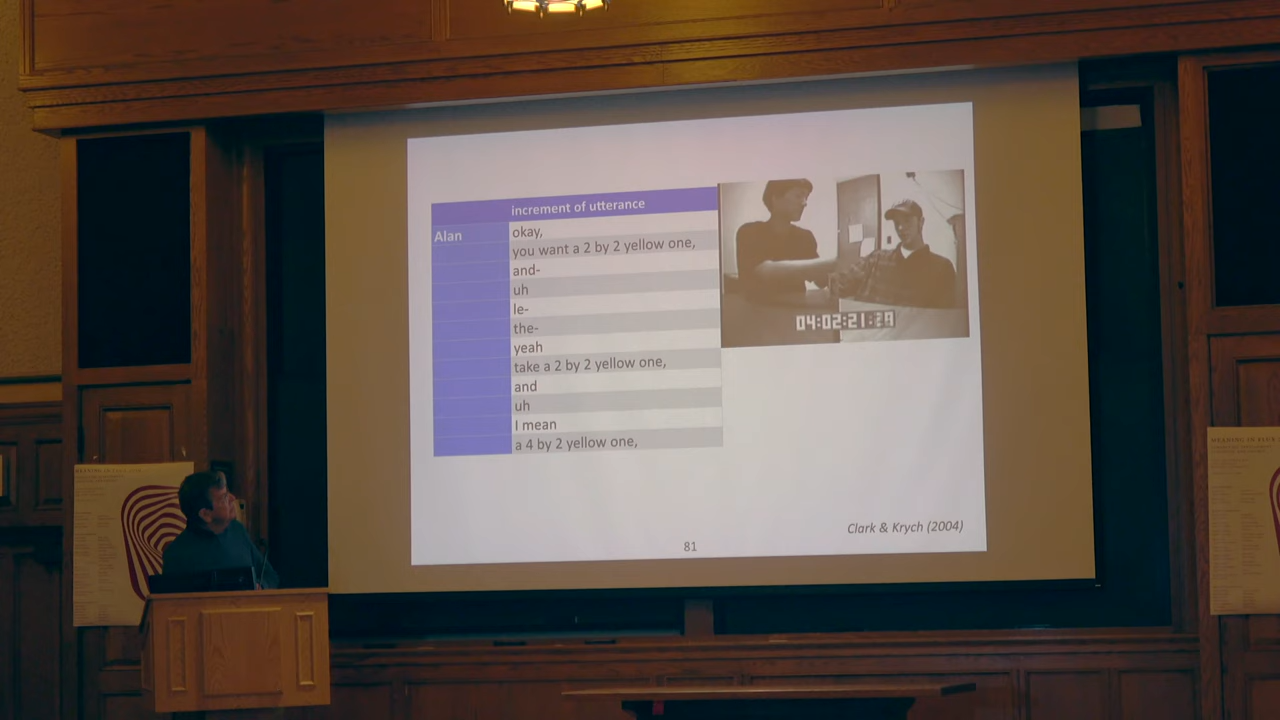 increment of utterance
Alan
okay,
you want a 2 by 2 yellow one,
and-
uh
le-
the-
yeah
take a 2 by 2 yellow one,
and
uh
I mean
a 4 by 2 yellow one,
04:02:21:29
Clark & Krych (2004)
81